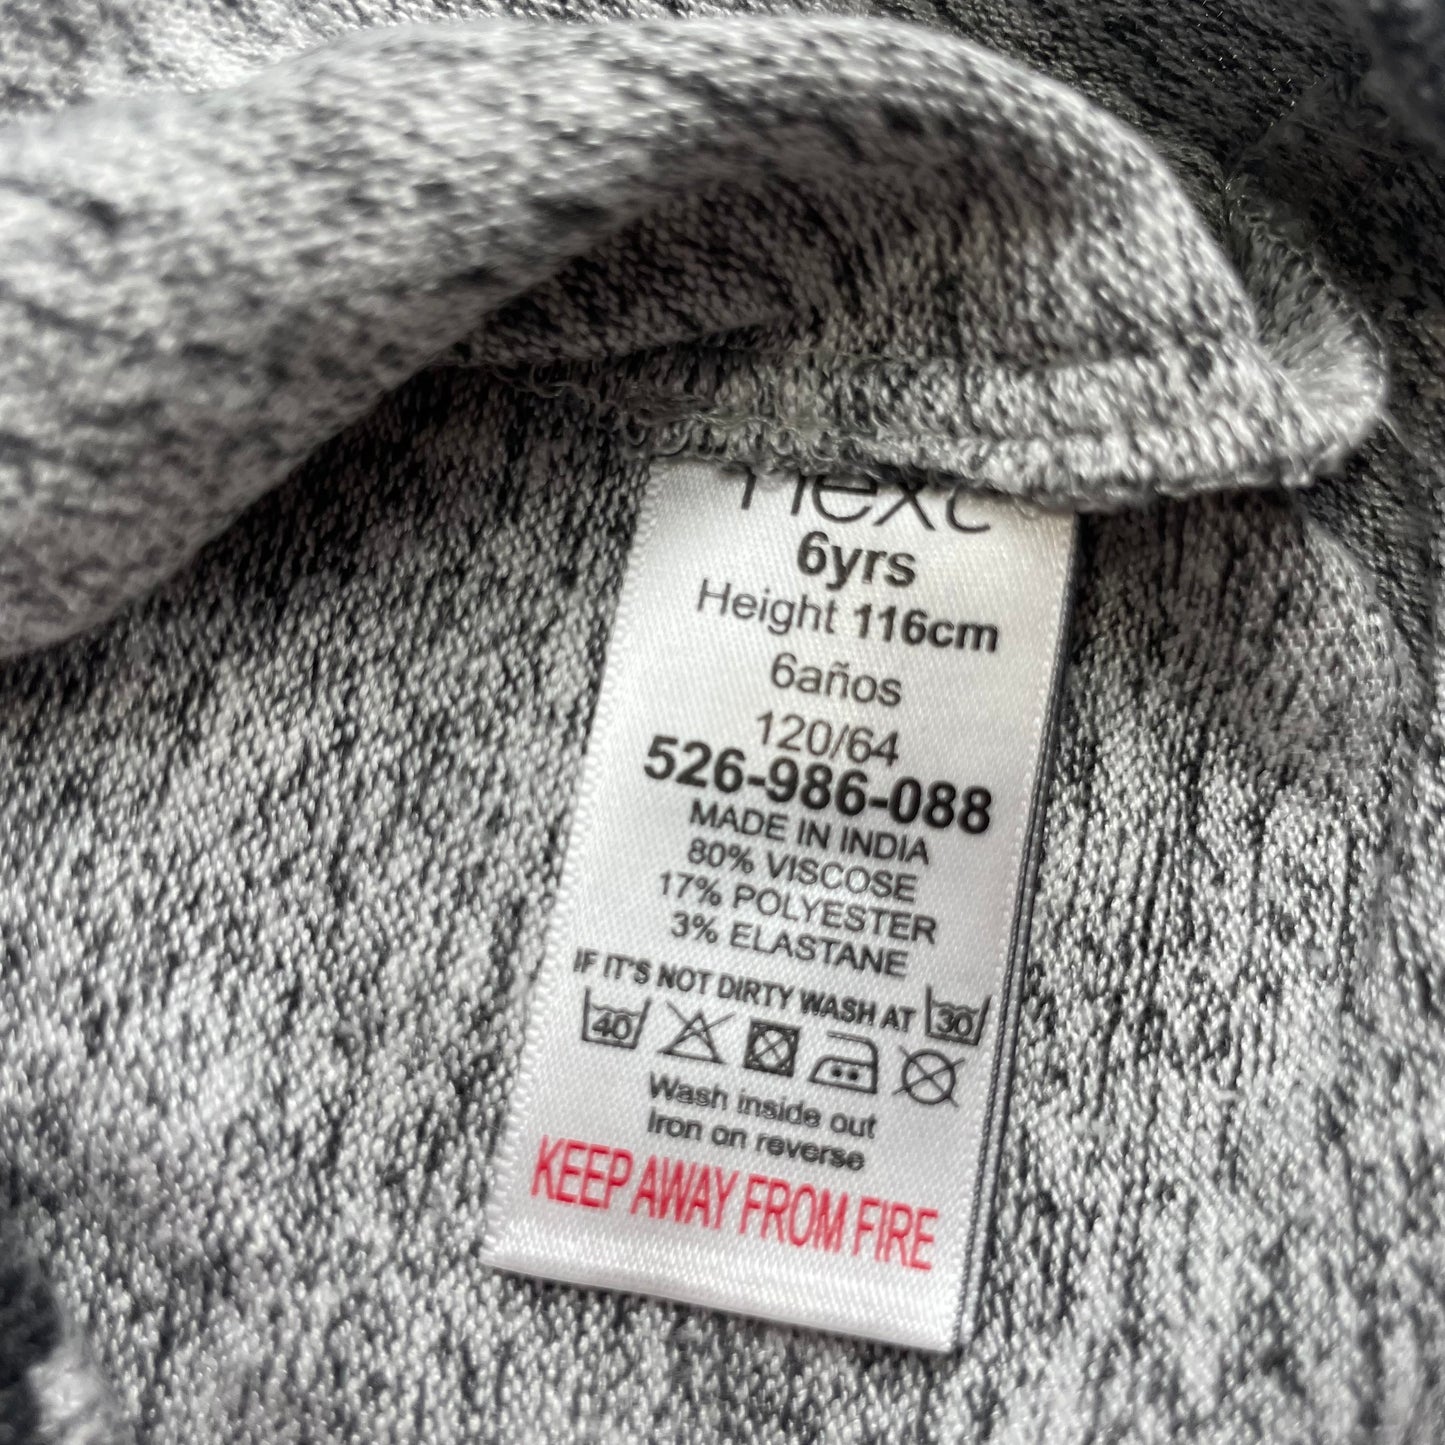 next
6yrs
Height 116cm
6años
120/64
526-986-088
MADE IN INDIA
80% VISCOSE
17% POLYESTER
3% ELASTANE
IF IT'S NOT DIRTY WASH AT 30
40
Wash inside out
Iron on reverse
KEEP AWAY FROM FIRE